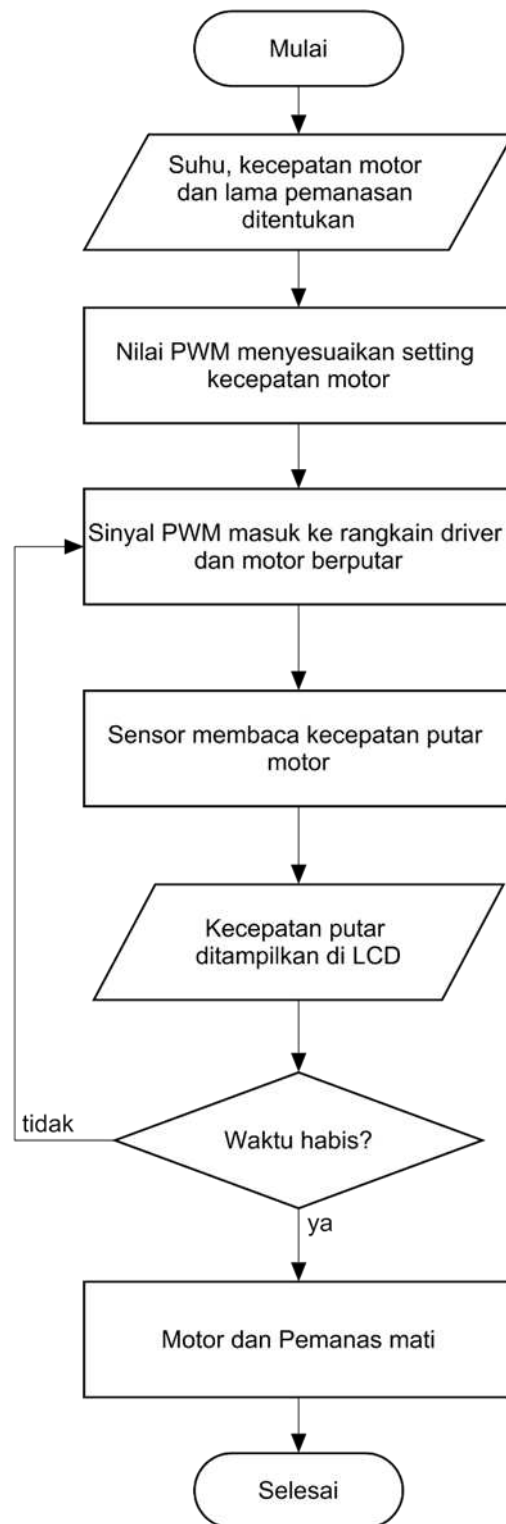 Mulai
Suhu, kecepatan motor
dan lama pemanasan
ditentukan
Nilai PWM menyesuaikan setting
kecepatan motor
Sinyal PWM masuk ke rangkain driver
dan motor berputar
Sensor membaca kecepatan putar
motor
Kecepatan putar
ditampilkan di LCD
Waktu habis?
tidak
ya
Motor dan Pemanas mati
Selesai